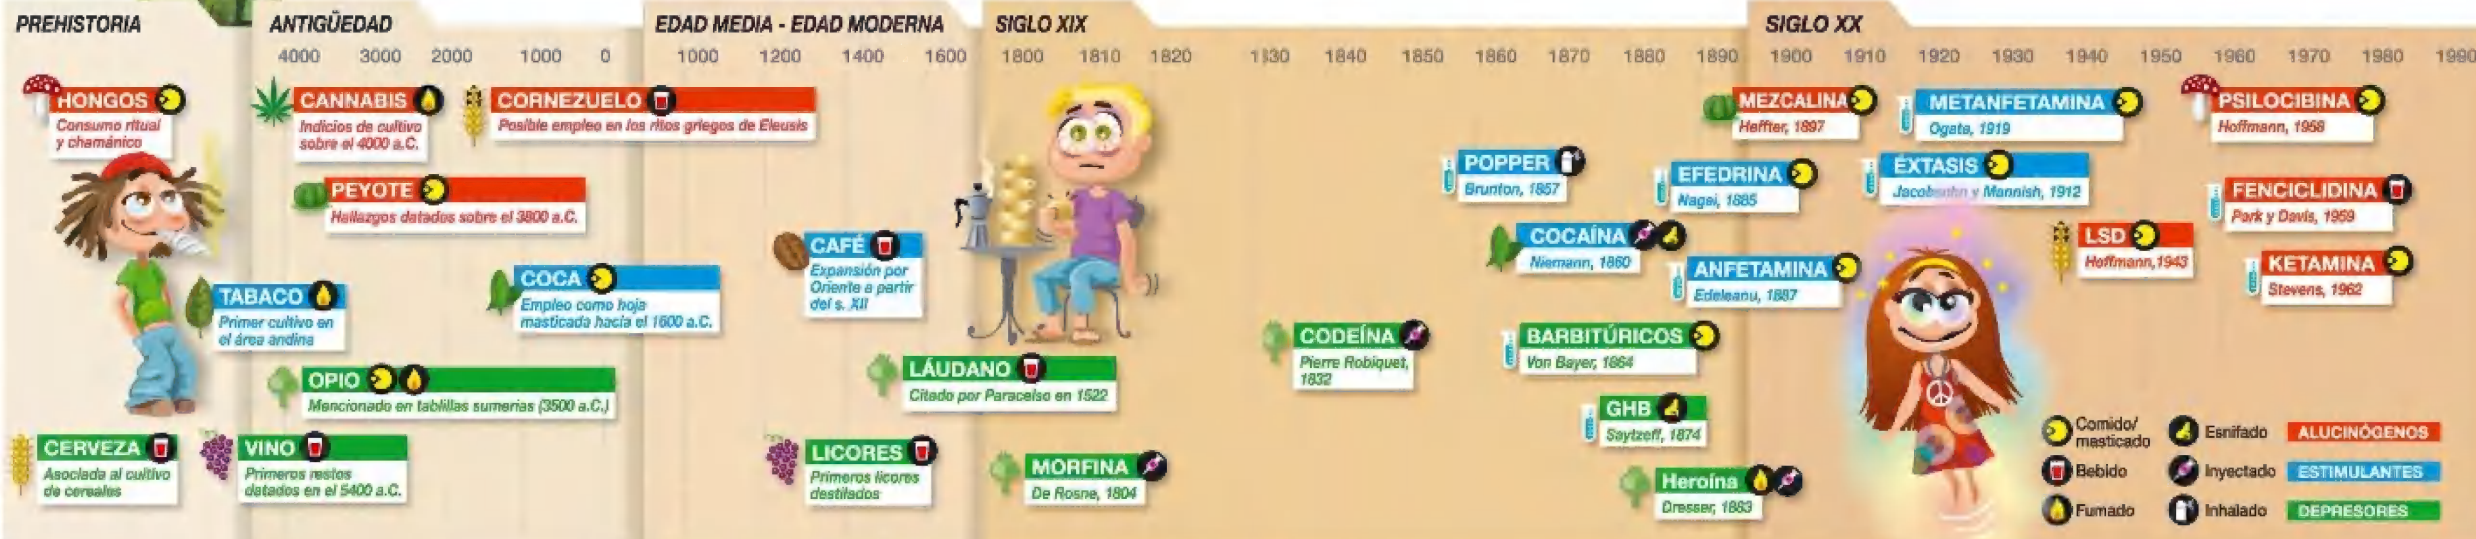 PREHISTORIA
ANTIGÜEDAD
EDAD MEDIA - EDAD MODERNA
SIGLO XIX
SIGLO XX
4000 3000 2000 1000 0 1000 1200 1400 1600 1800 1810 1820 1830 1840 1850 1860 1870 1880 1890 1900 1910 1920 1930 1940 1950 1960 1970 1980 1990
HONGOS
Consumo ritual
y chamánico
CANNABIS
Indicios de cultivo
sobre el 4000 a.C.
CORNEZUELO
Posible empleo en los ritos griegos de Eleusis
PEYOTE
Hallazgos datados sobre el 3800 a.C.
TABACO
Primer cultivo en
el área andina
COCA
Empleo como hoja
masticada hacia el 1600 a.C.
CAFÉ
Expansión por
Oriente a partir
del s. XII
OPIO
Mencionado en tablillas sumerias (3500 a.C.)
LÁUDANO
Citado por Paracelso en 1522
CERVEZA
Asociada al cultivo
de cereales
VINO
Primeros restos
datados en el 5400 a.C.
LICORES
Primeros licores
destilados
MORFINA
De Rosne, 1804
CODEÍNA
Pierre Robiquet,
1832
POPPER
Brunton, 1857
COCAÍNA
Niemann, 1860
BARBITÚRICOS
Von Bayer, 1864
GHB
Saytzeff, 1874
Heroína
Dresser, 1883
MEZCALINA
Heffter, 1897
EFEDRINA
Nagai, 1885
ANFETAMINA
Edeleanu, 1887
METANFETAMINA
Ogata, 1919
ÉXTASIS
Jacobsohn y Mannish, 1912
PSILOCIBINA
Hoffmann, 1958
FENCICLIDINA
Park y Davis, 1959
LSD
Hoffmann,1943
KETAMINA
Stevens, 1962
Comido/
masticado
Bebido
Fumado
Esnifado
Inyectado
Inhalado
ALUCINÓGENOS
ESTIMULANTES
DEPRESORES